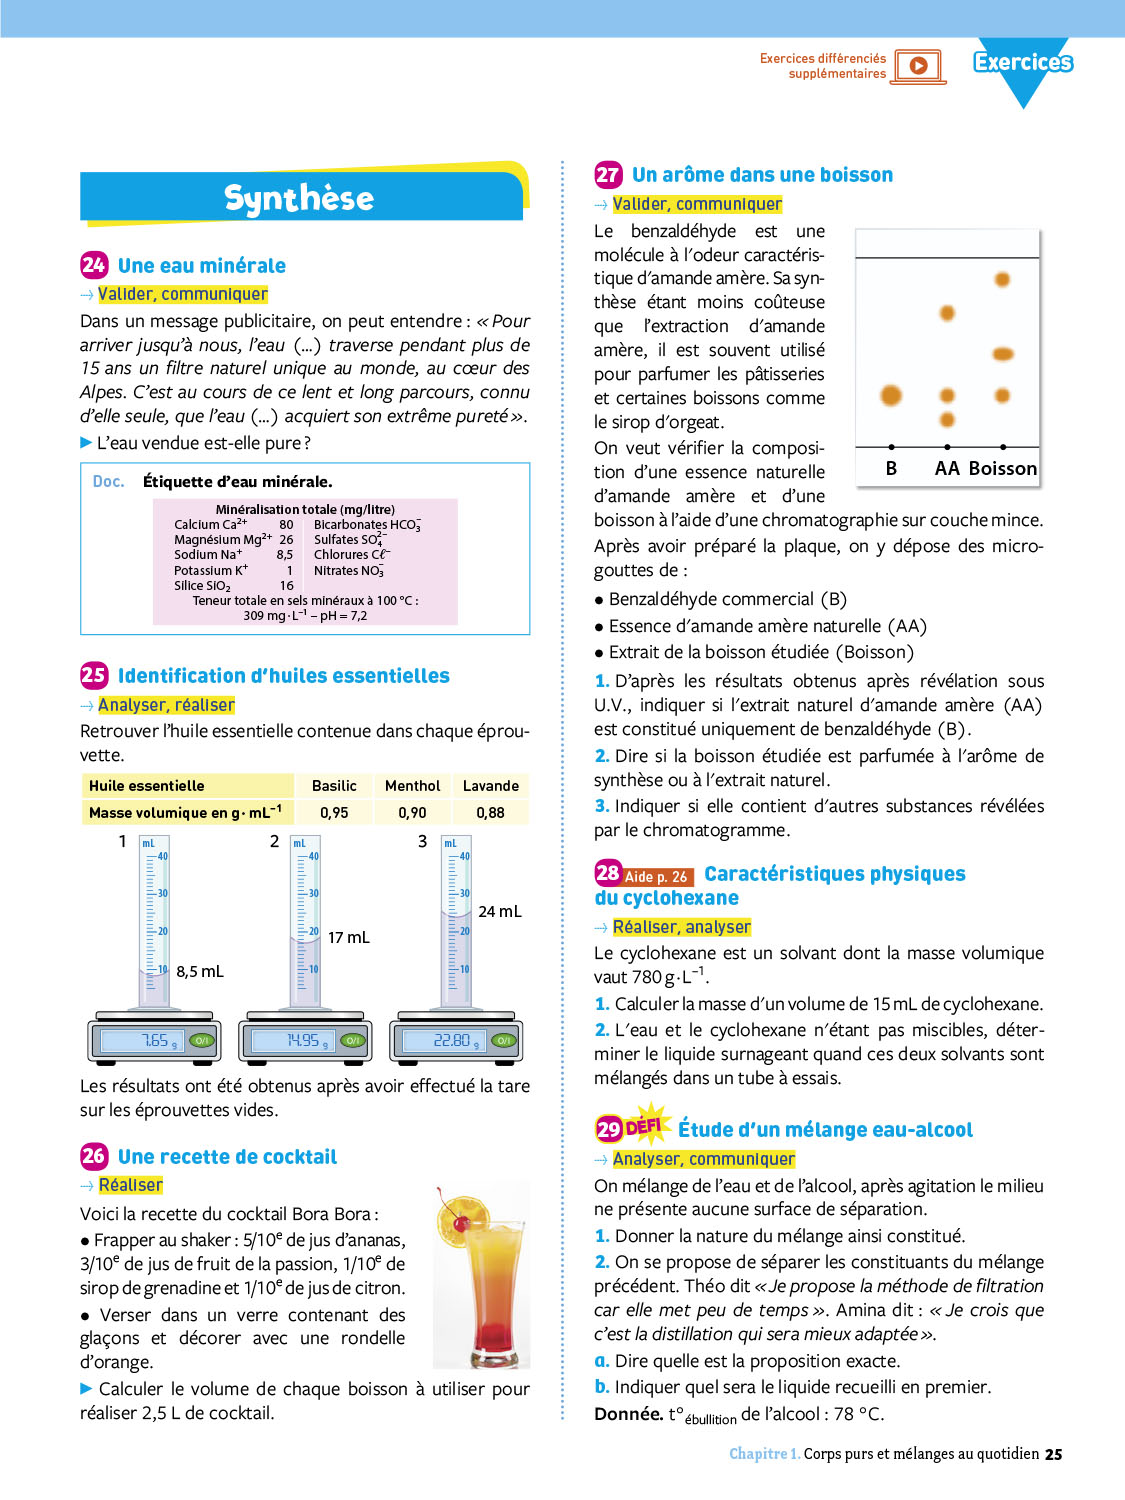 Exercices différenciés
supplémentaires
Exercices
Synthèse
24 Une eau minérale
→ Valider, communiquer
Dans un message publicitaire, on peut entendre : « Pour
arriver jusqu'à nous, l'eau (...) traverse pendant plus de
15 ans un filtre naturel unique au monde, au cœur des
Alpes. C'est au cours de ce lent et long parcours, connu
d'elle seule, que l'eau (...) acquiert son extrême pureté ».
► L'eau vendue est-elle pure ?
Doc. Étiquette d'eau minérale.
Minéralisation totale (mg/litre)
Calcium Ca²⁺ 80 Bicarbonates HCO₃⁻
Magnésium Mg²⁺ 26 Sulfates SO₄²⁻
Sodium Na⁺ 8,5 Chlorures Cℓ⁻
Potassium K⁺ 1 Nitrates NO₃⁻
Silice SiO₂ 16
Teneur totale en sels minéraux à 100 °C :
309 mg·L⁻¹ – pH = 7,2
25 Identification d'huiles essentielles
→ Analyser, réaliser
Retrouver l'huile essentielle contenue dans chaque éprou-
vette.
Huile essentielle Basilic Menthol Lavande
Masse volumique en g· mL⁻¹ 0,95 0,90 0,88
1 mL 40 30 20 10 8,5 mL 7.65 g O/I
2 mL 40 30 20 10 17 mL 14.95 g O/I
3 mL 40 30 20 10 24 mL 22.80 g O/I
Les résultats ont été obtenus après avoir effectué la tare
sur les éprouvettes vides.
26 Une recette de cocktail
→ Réaliser
Voici la recette du cocktail Bora Bora :
● Frapper au shaker : 5/10ᵉ de jus d'ananas,
3/10ᵉ de jus de fruit de la passion, 1/10ᵉ de
sirop de grenadine et 1/10ᵉ de jus de citron.
● Verser dans un verre contenant des
glaçons et décorer avec une rondelle
d'orange.
► Calculer le volume de chaque boisson à utiliser pour
réaliser 2,5 L de cocktail.
27 Un arôme dans une boisson
→ Valider, communiquer
Le benzaldéhyde est une
molécule à l'odeur caractéris-
tique d'amande amère. Sa syn-
thèse étant moins coûteuse
que l'extraction d'amande
amère, il est souvent utilisé
pour parfumer les pâtisseries
et certaines boissons comme
le sirop d'orgeat.
On veut vérifier la composi-
tion d'une essence naturelle
d'amande amère et d'une
boisson à l'aide d'une chromatographie sur couche mince.
B AA Boisson
Après avoir préparé la plaque, on y dépose des micro-
gouttes de :
● Benzaldéhyde commercial (B)
● Essence d'amande amère naturelle (AA)
● Extrait de la boisson étudiée (Boisson)
1. D'après les résultats obtenus après révélation sous
U.V., indiquer si l'extrait naturel d'amande amère (AA)
est constitué uniquement de benzaldéhyde (B).
2. Dire si la boisson étudiée est parfumée à l'arôme de
synthèse ou à l'extrait naturel.
3. Indiquer si elle contient d'autres substances révélées
par le chromatogramme.
28 Aide p. 26 Caractéristiques physiques
du cyclohexane
→ Réaliser, analyser
Le cyclohexane est un solvant dont la masse volumique
vaut 780 g·L⁻¹.
1. Calculer la masse d'un volume de 15 mL de cyclohexane.
2. L'eau et le cyclohexane n'étant pas miscibles, déter-
miner le liquide surnageant quand ces deux solvants sont
mélangés dans un tube à essais.
29 DÉFI Étude d'un mélange eau-alcool
→ Analyser, communiquer
On mélange de l'eau et de l'alcool, après agitation le milieu
ne présente aucune surface de séparation.
1. Donner la nature du mélange ainsi constitué.
2. On se propose de séparer les constituants du mélange
précédent. Théo dit « Je propose la méthode de filtration
car elle met peu de temps ». Amina dit : « Je crois que
c'est la distillation qui sera mieux adaptée ».
a. Dire quelle est la proposition exacte.
b. Indiquer quel sera le liquide recueilli en premier.
Donnée. t°ébullition de l'alcool : 78 °C.
Chapitre 1. Corps purs et mélanges au quotidien 25